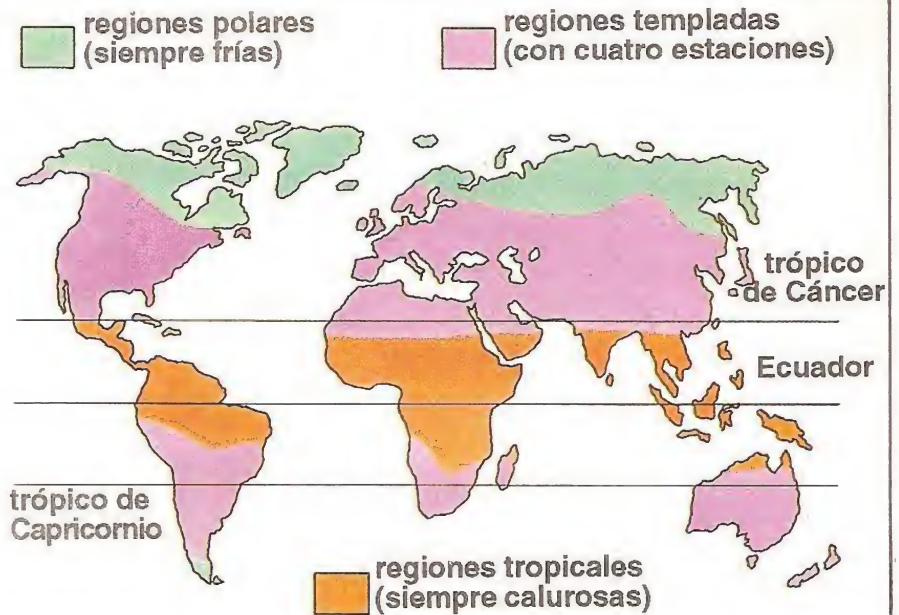 regiones polares
(siempre frías)
regiones templadas
(con cuatro estaciones)
trópico
de Cáncer
Ecuador
trópico de
Capricornio
regiones tropicales
(siempre calurosas)